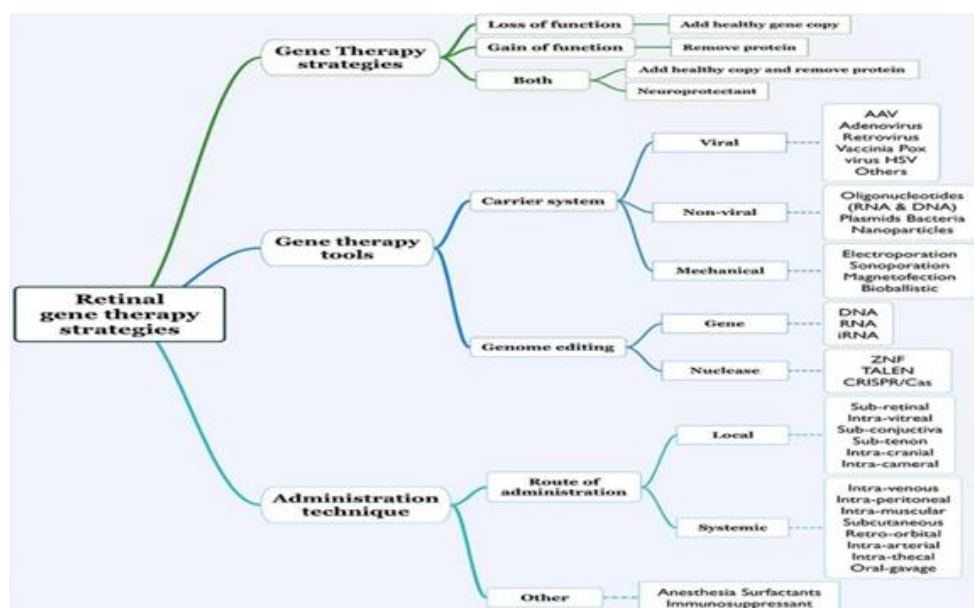 Retinal
gene therapy
strategies
Gene Therapy
strategies
Loss of function
Add healthy gene copy
Gain of function
Remove protein
Both
Add healthy copy and remove protein
Neuroprotectant
Gene therapy
tools
Carrier system
Viral
AAV
Adenovirus
Retrovirus
Vaccinia Pox
virus HSV
Others
Non-viral
Oligonucleotides
(RNA & DNA)
Plasmids Bacteria
Nanoparticles
Mechanical
Electroporation
Sonoporation
Magnetofection
Bioballistic
Genome editing
Gene
DNA
RNA
iRNA
Nuclease
ZNF
TALEN
CRISPR/Cas
Administration
technique
Route of
administration
Local
Sub-retinal
Intra-vitreal
Sub-conjuctiva
Sub-tenon
Intra-cranial
Intra-cameral
Systemic
Intra-venous
Intra-peritoneal
Intra-muscular
Subcutaneous
Retro-orbital
Intra-arterial
Intra-thecal
Oral-gavage
Other
Anesthesia Surfactants
Immunosuppressant